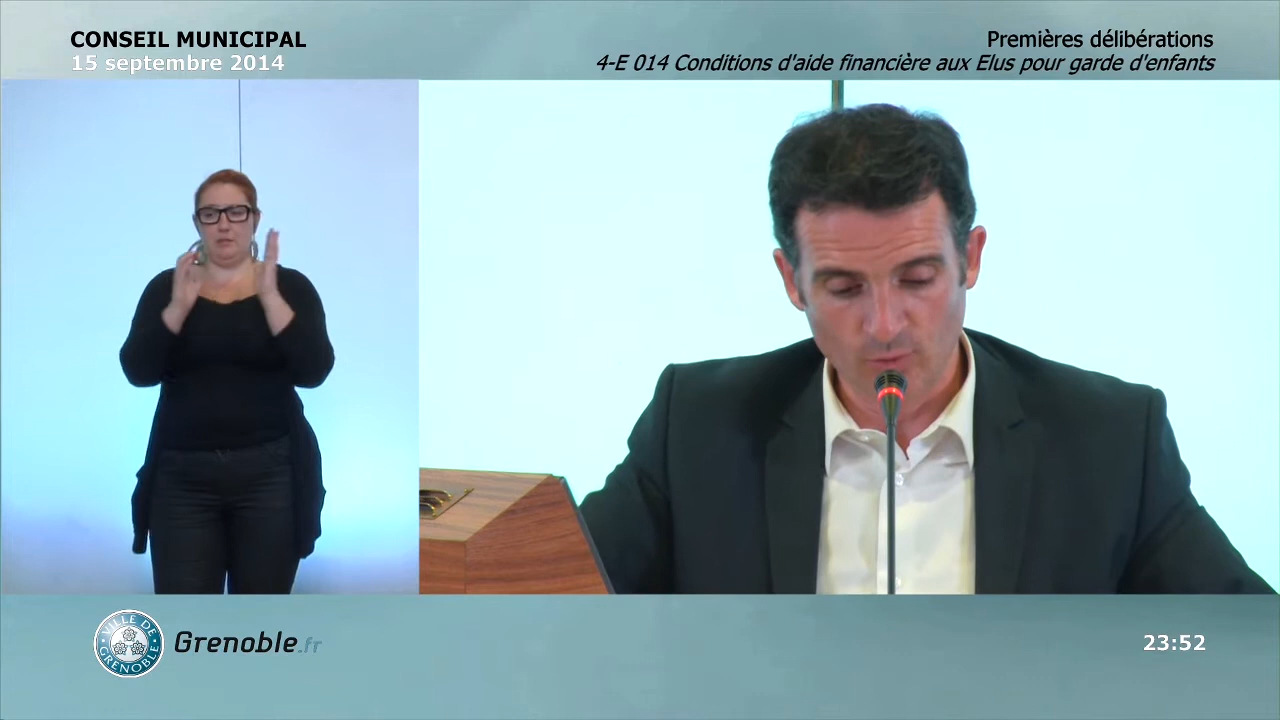 CONSEIL MUNICIPAL
15 septembre 2014
Premières délibérations
4-E 014 Conditions d'aide financière aux Elus pour garde d'enfants
VILLE DE GRENOBLE
Grenoble.fr
23:52